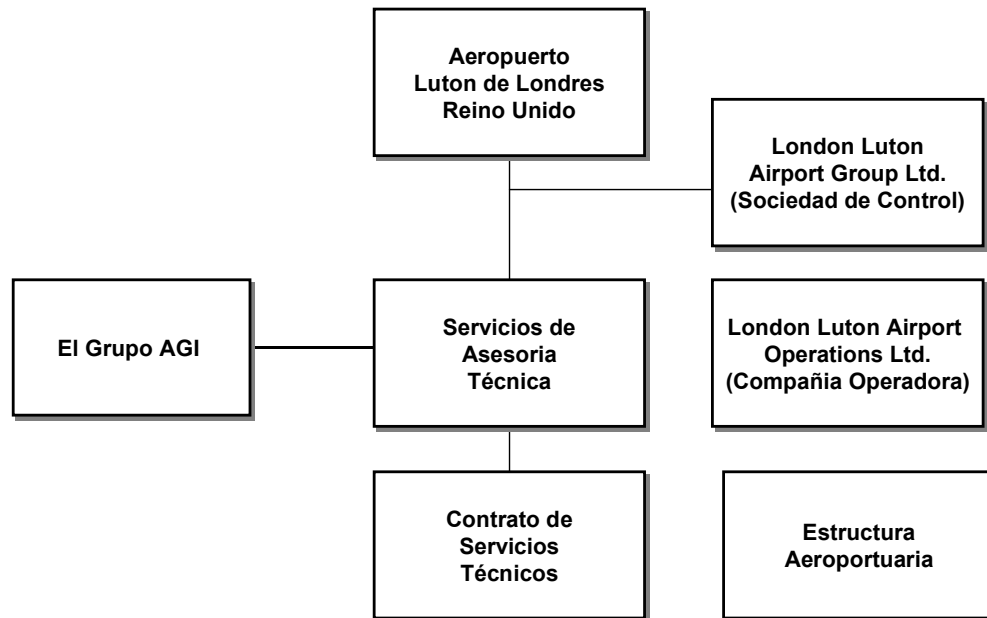 Aeropuerto
Luton de Londres
Reino Unido
London Luton
Airport Group Ltd.
(Sociedad de Control)
El Grupo AGI
Servicios de
Asesoria
Técnica
London Luton Airport
Operations Ltd.
(Compañia Operadora)
Contrato de
Servicios
Técnicos
Estructura
Aeroportuaria